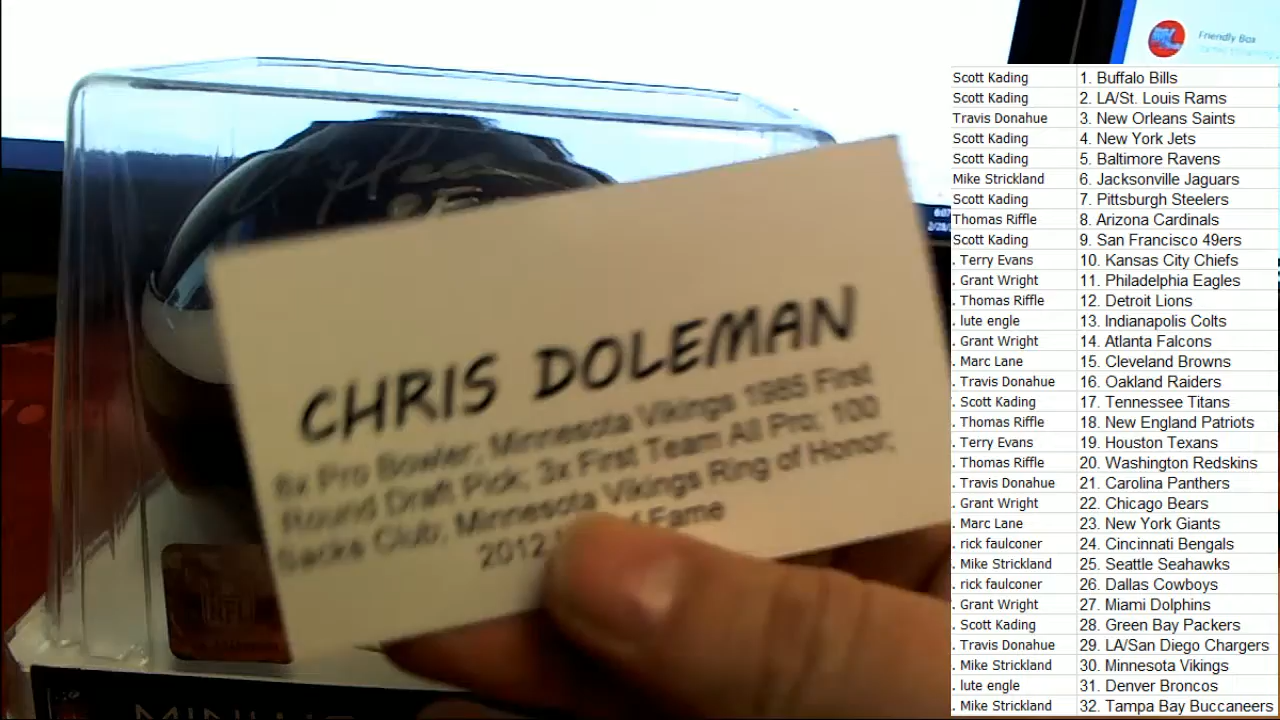 Friendly Box
CHRIS DOLEMAN
6x Pro Bowler; Minnesota Vikings 1985 First
Round Draft Pick; 3x First Team All Pro; 100
Sacks Club; Minnesota Vikings Ring of Honor;
2012 Fame
MINI
Scott Kading 1. Buffalo Bills
Scott Kading 2. LA/St. Louis Rams
Travis Donahue 3. New Orleans Saints
Scott Kading 4. New York Jets
Scott Kading 5. Baltimore Ravens
Mike Strickland 6. Jacksonville Jaguars
Scott Kading 7. Pittsburgh Steelers
Thomas Riffle 8. Arizona Cardinals
Scott Kading 9. San Francisco 49ers
. Terry Evans 10. Kansas City Chiefs
. Grant Wright 11. Philadelphia Eagles
. Thomas Riffle 12. Detroit Lions
. lute engle 13. Indianapolis Colts
. Grant Wright 14. Atlanta Falcons
. Marc Lane 15. Cleveland Browns
. Travis Donahue 16. Oakland Raiders
. Scott Kading 17. Tennessee Titans
. Thomas Riffle 18. New England Patriots
. Terry Evans 19. Houston Texans
. Thomas Riffle 20. Washington Redskins
. Travis Donahue 21. Carolina Panthers
. Grant Wright 22. Chicago Bears
. Marc Lane 23. New York Giants
. rick faulconer 24. Cincinnati Bengals
. Mike Strickland 25. Seattle Seahawks
. rick faulconer 26. Dallas Cowboys
. Grant Wright 27. Miami Dolphins
. Scott Kading 28. Green Bay Packers
. Travis Donahue 29. LA/San Diego Chargers
. Mike Strickland 30. Minnesota Vikings
. lute engle 31. Denver Broncos
. Mike Strickland 32. Tampa Bay Buccaneers